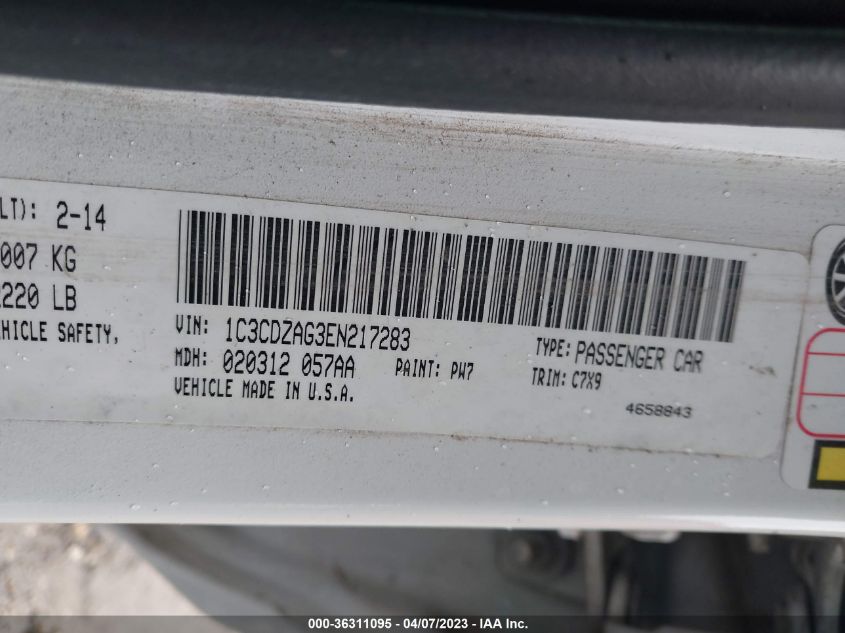 LT): 2-14
007 KG
220 LB
HICLE SAFETY,
VIN: 1C3CDZAG3EN217283
TYPE: PASSENGER CAR
MDH: 020312 057AA
PAINT: PW7
TRIM: C7X9
VEHICLE MADE IN U.S.A.
4658843
000-36311095 - 04/07/2023 - IAA Inc.